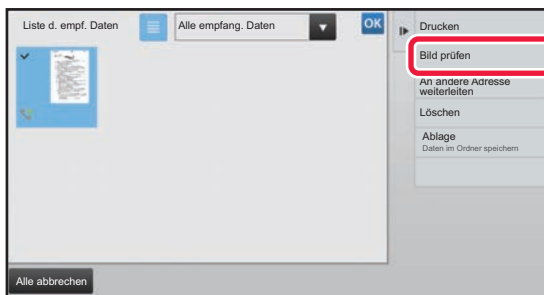 Liste d. empf. Daten
Alle empfang. Daten
OK
Drucken
Bild prüfen
An andere Adresse
weiterleiten
Löschen
Ablage
Daten im Ordner speichern
Alle abbrechen